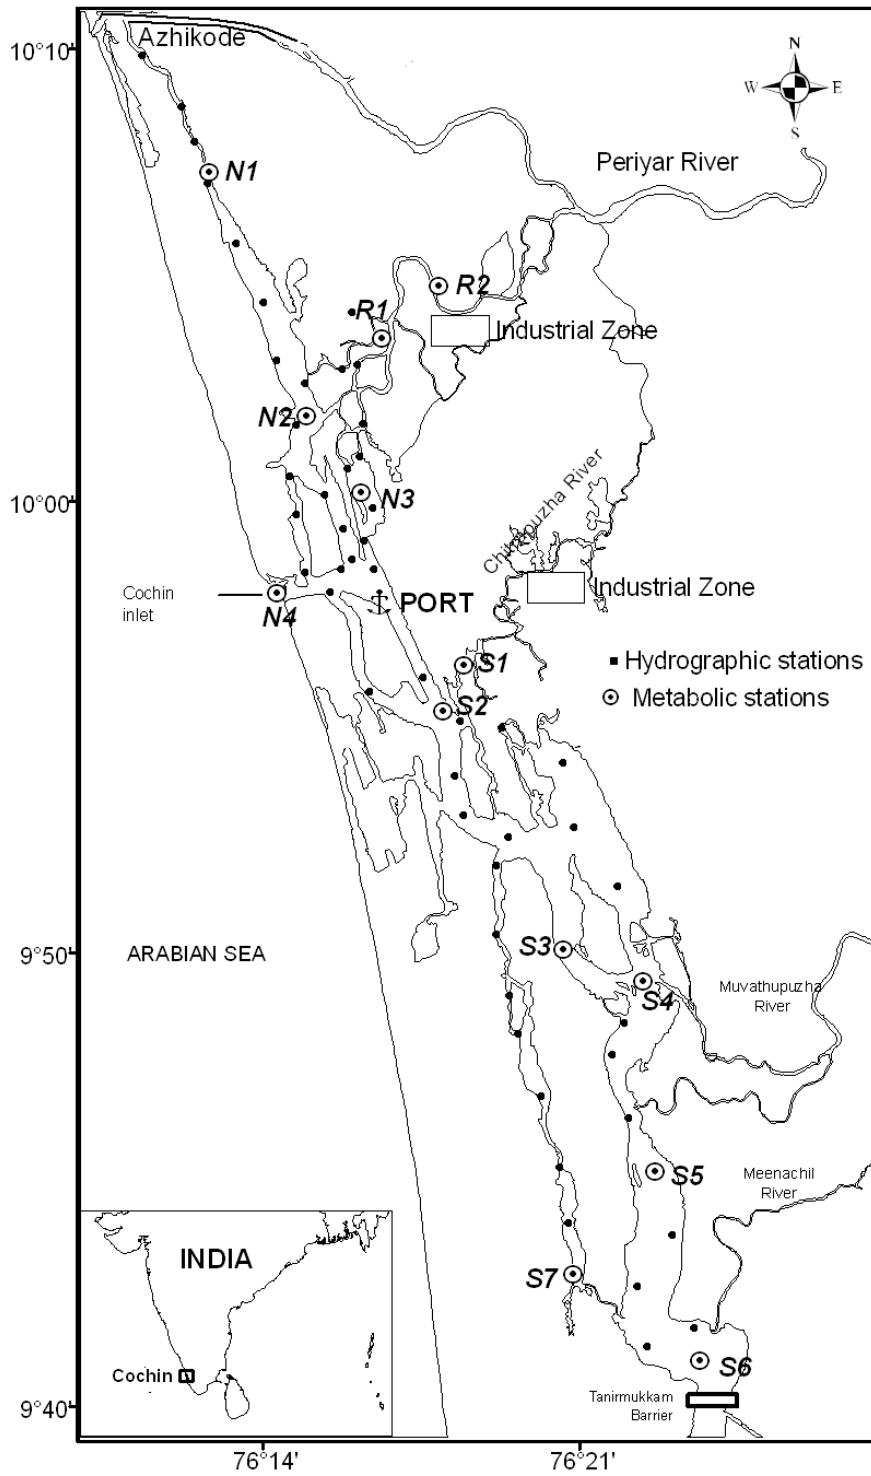 10°10'
Azhikode
N
W
E
S
Periyar River
N1
R2
R1
Industrial Zone
N2
Chitrapuzha River
10°00'
N3
Industrial Zone
Cochin
inlet
PORT
N4
S1
Hydrographic stations
S2
Metabolic stations
S3
9°50'
ARABIAN SEA
S4
Muvathupuzha
River
S5
Meenachil
River
INDIA
S7
Cochin
S6
Tanirmukkam
Barrier
9°40'
76°14'
76°21'